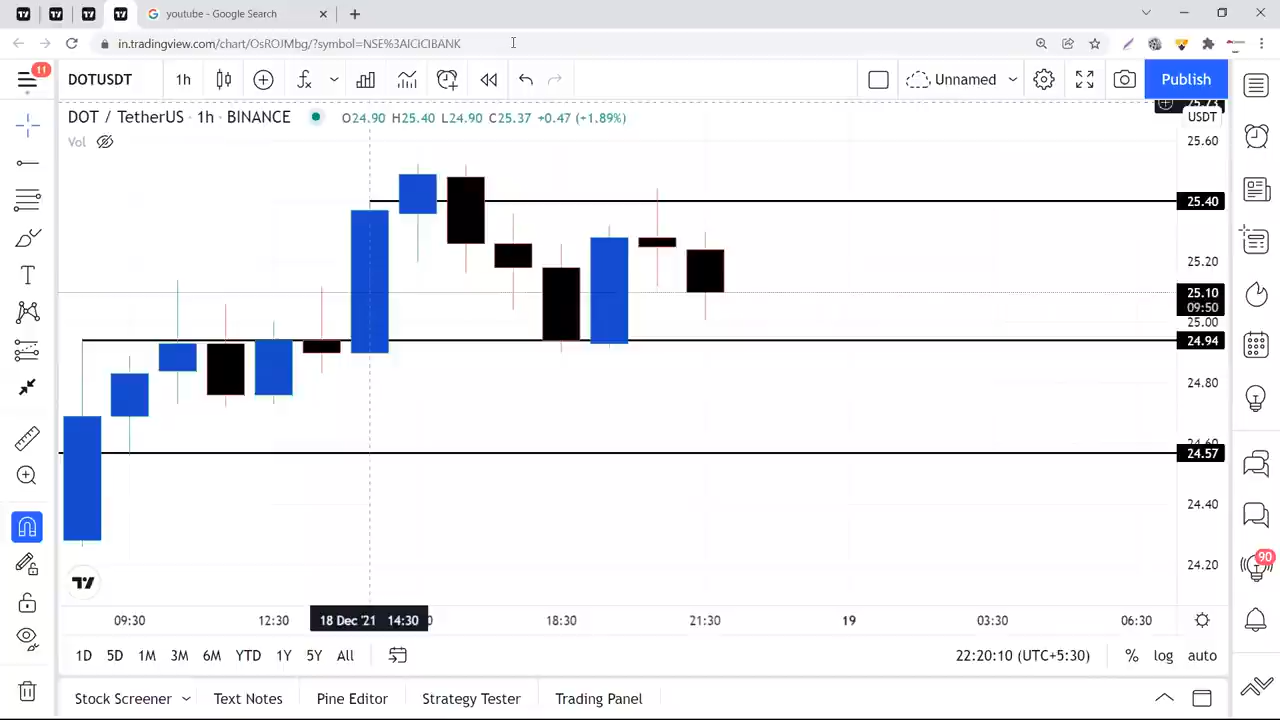 youtube - Google Search
in.tradingview.com/chart/OsROJMbg/?symbol=NSE%3AICICIBANK
11
DOTUSDT 1h Unnamed Publish
DOT / TetherUS · 1h · BINANCE O24.90 H25.40 L24.90 C25.37 +0.47 (+1.89%)
Vol
25.73
USDT
25.60
25.40
25.20
25.10
09:50
25.00
24.94
24.80
24.60
24.57
24.40
24.20
90
09:30 12:30 18 Dec '21 14:30 18:30 21:30 19 03:30 06:30
1D 5D 1M 3M 6M YTD 1Y 5Y All 22:20:10 (UTC+5:30) % log auto
Stock Screener Text Notes Pine Editor Strategy Tester Trading Panel